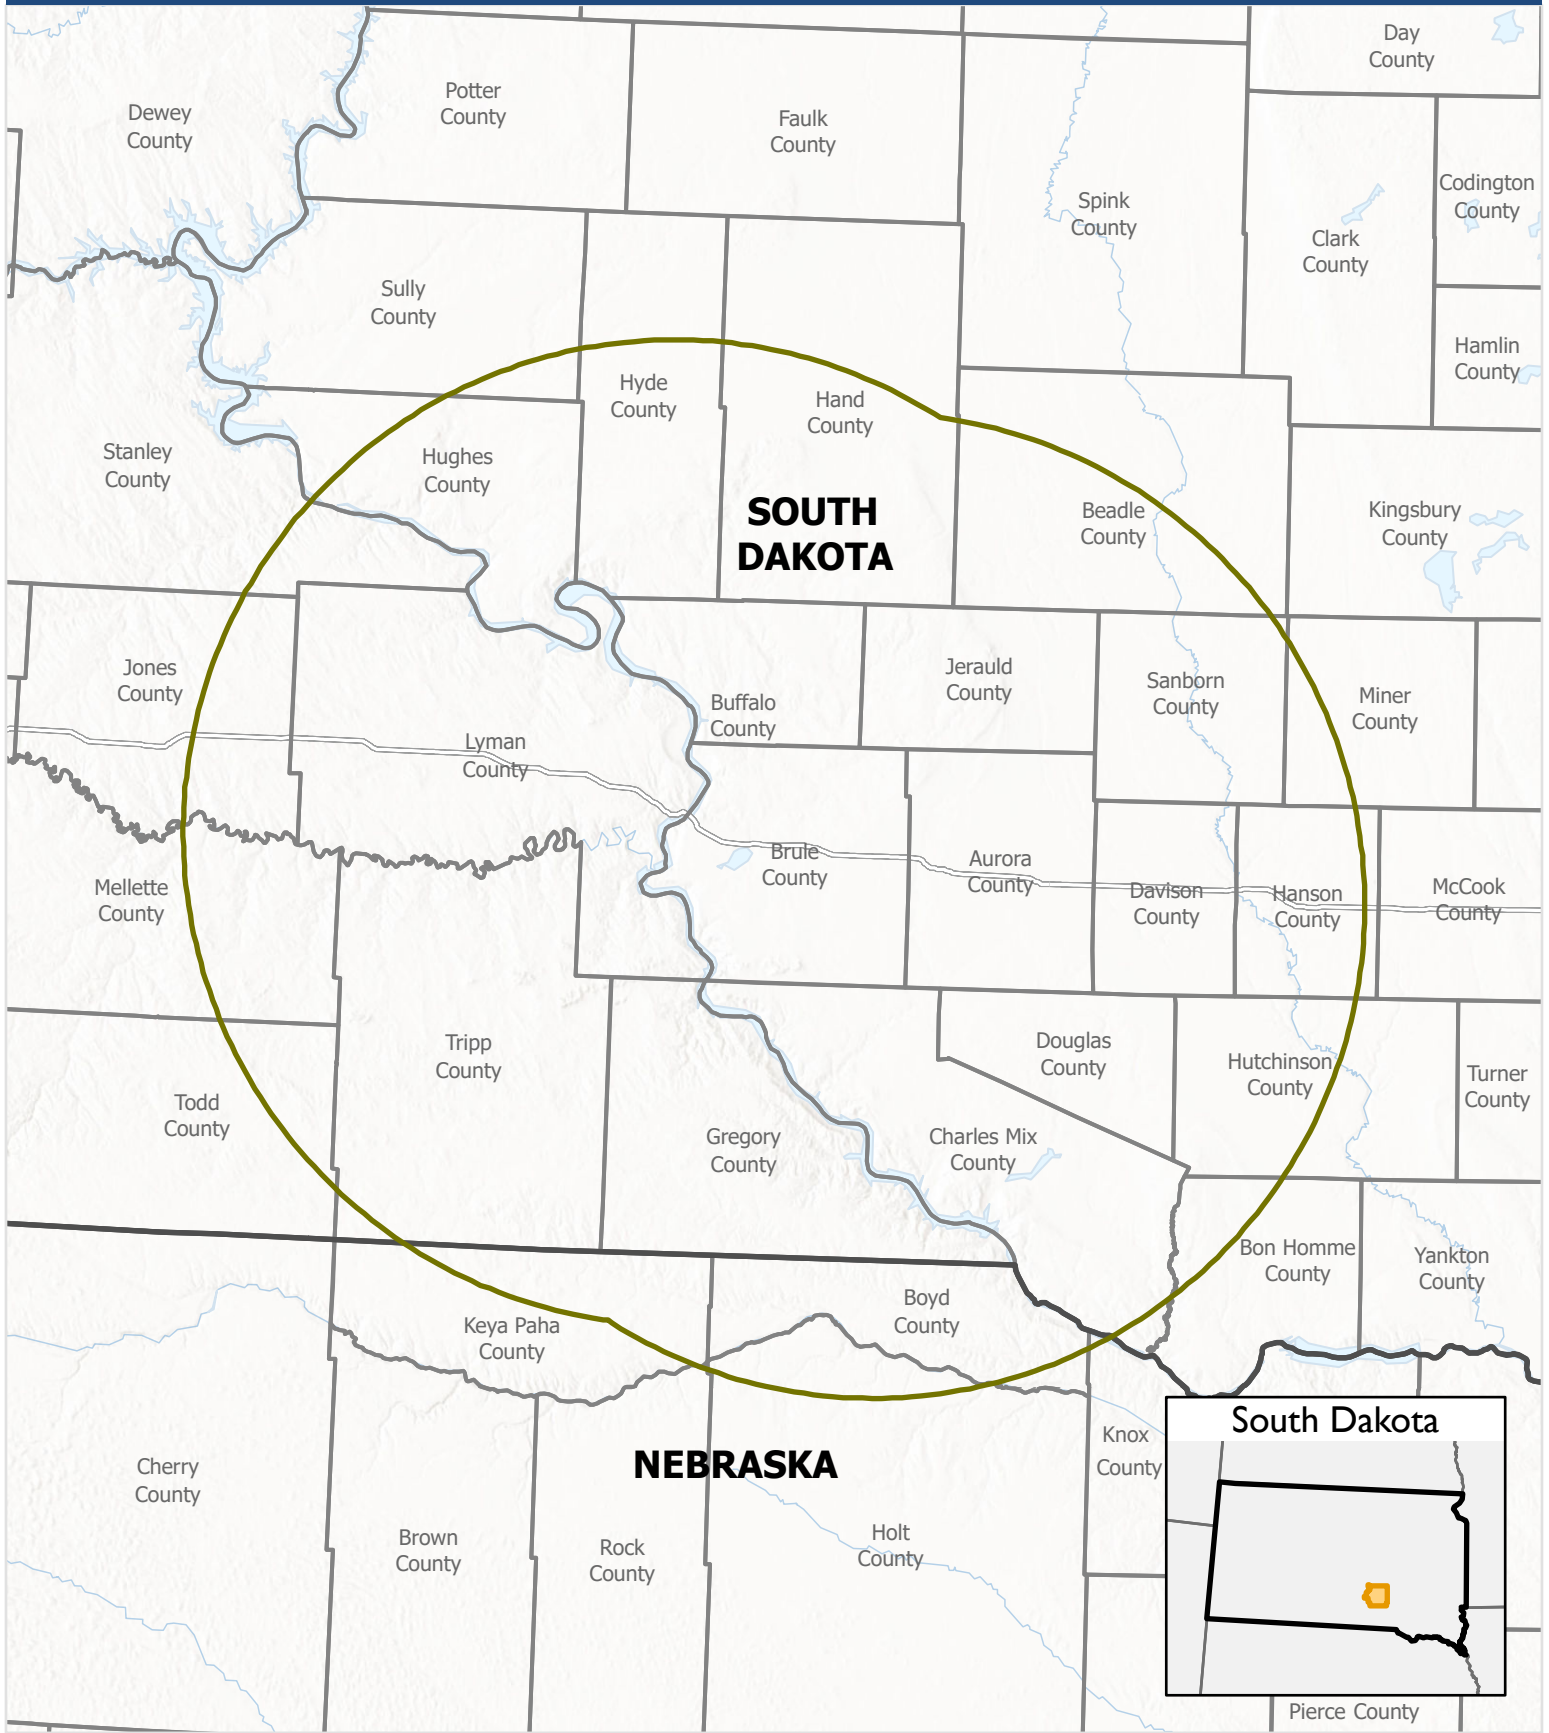 Day
County
Potter
County
Dewey
County
Faulk
County
Codington
County
Spink
County
Clark
County
Sully
County
Hamlin
County
Hyde
County
Hand
County
Stanley
County
Hughes
County
SOUTH
DAKOTA
Beadle
County
Kingsbury
County
Jones
County
Jerauld
County
Sanborn
County
Miner
County
Buffalo
County
Lyman
County
Brule
County
Aurora
County
Mellette
County
Davison
County
Hanson
County
McCook
County
Tripp
County
Douglas
County
Hutchinson
County
Turner
County
Todd
County
Gregory
County
Charles Mix
County
Bon Homme
County
Yankton
County
Boyd
County
Keya Paha
County
NEBRASKA
Knox
County
Cherry
County
Brown
County
Rock
County
Holt
County
South Dakota
Pierce County